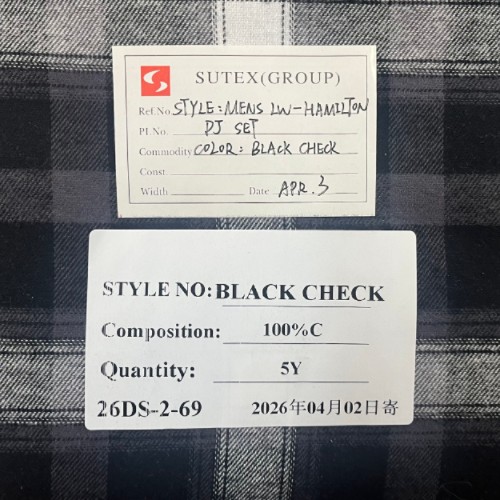 SUTEX(GROUP)
Ref.No. STYLE: MENS LW-HAMILTON
PI.No. PJ SET
Commodity COLOR: BLACK CHECK
Const
Width Date APR.3
STYLE NO: BLACK CHECK
Composition: 100%C
Quantity: 5Y
26DS-2-69 2026年04月02日寄